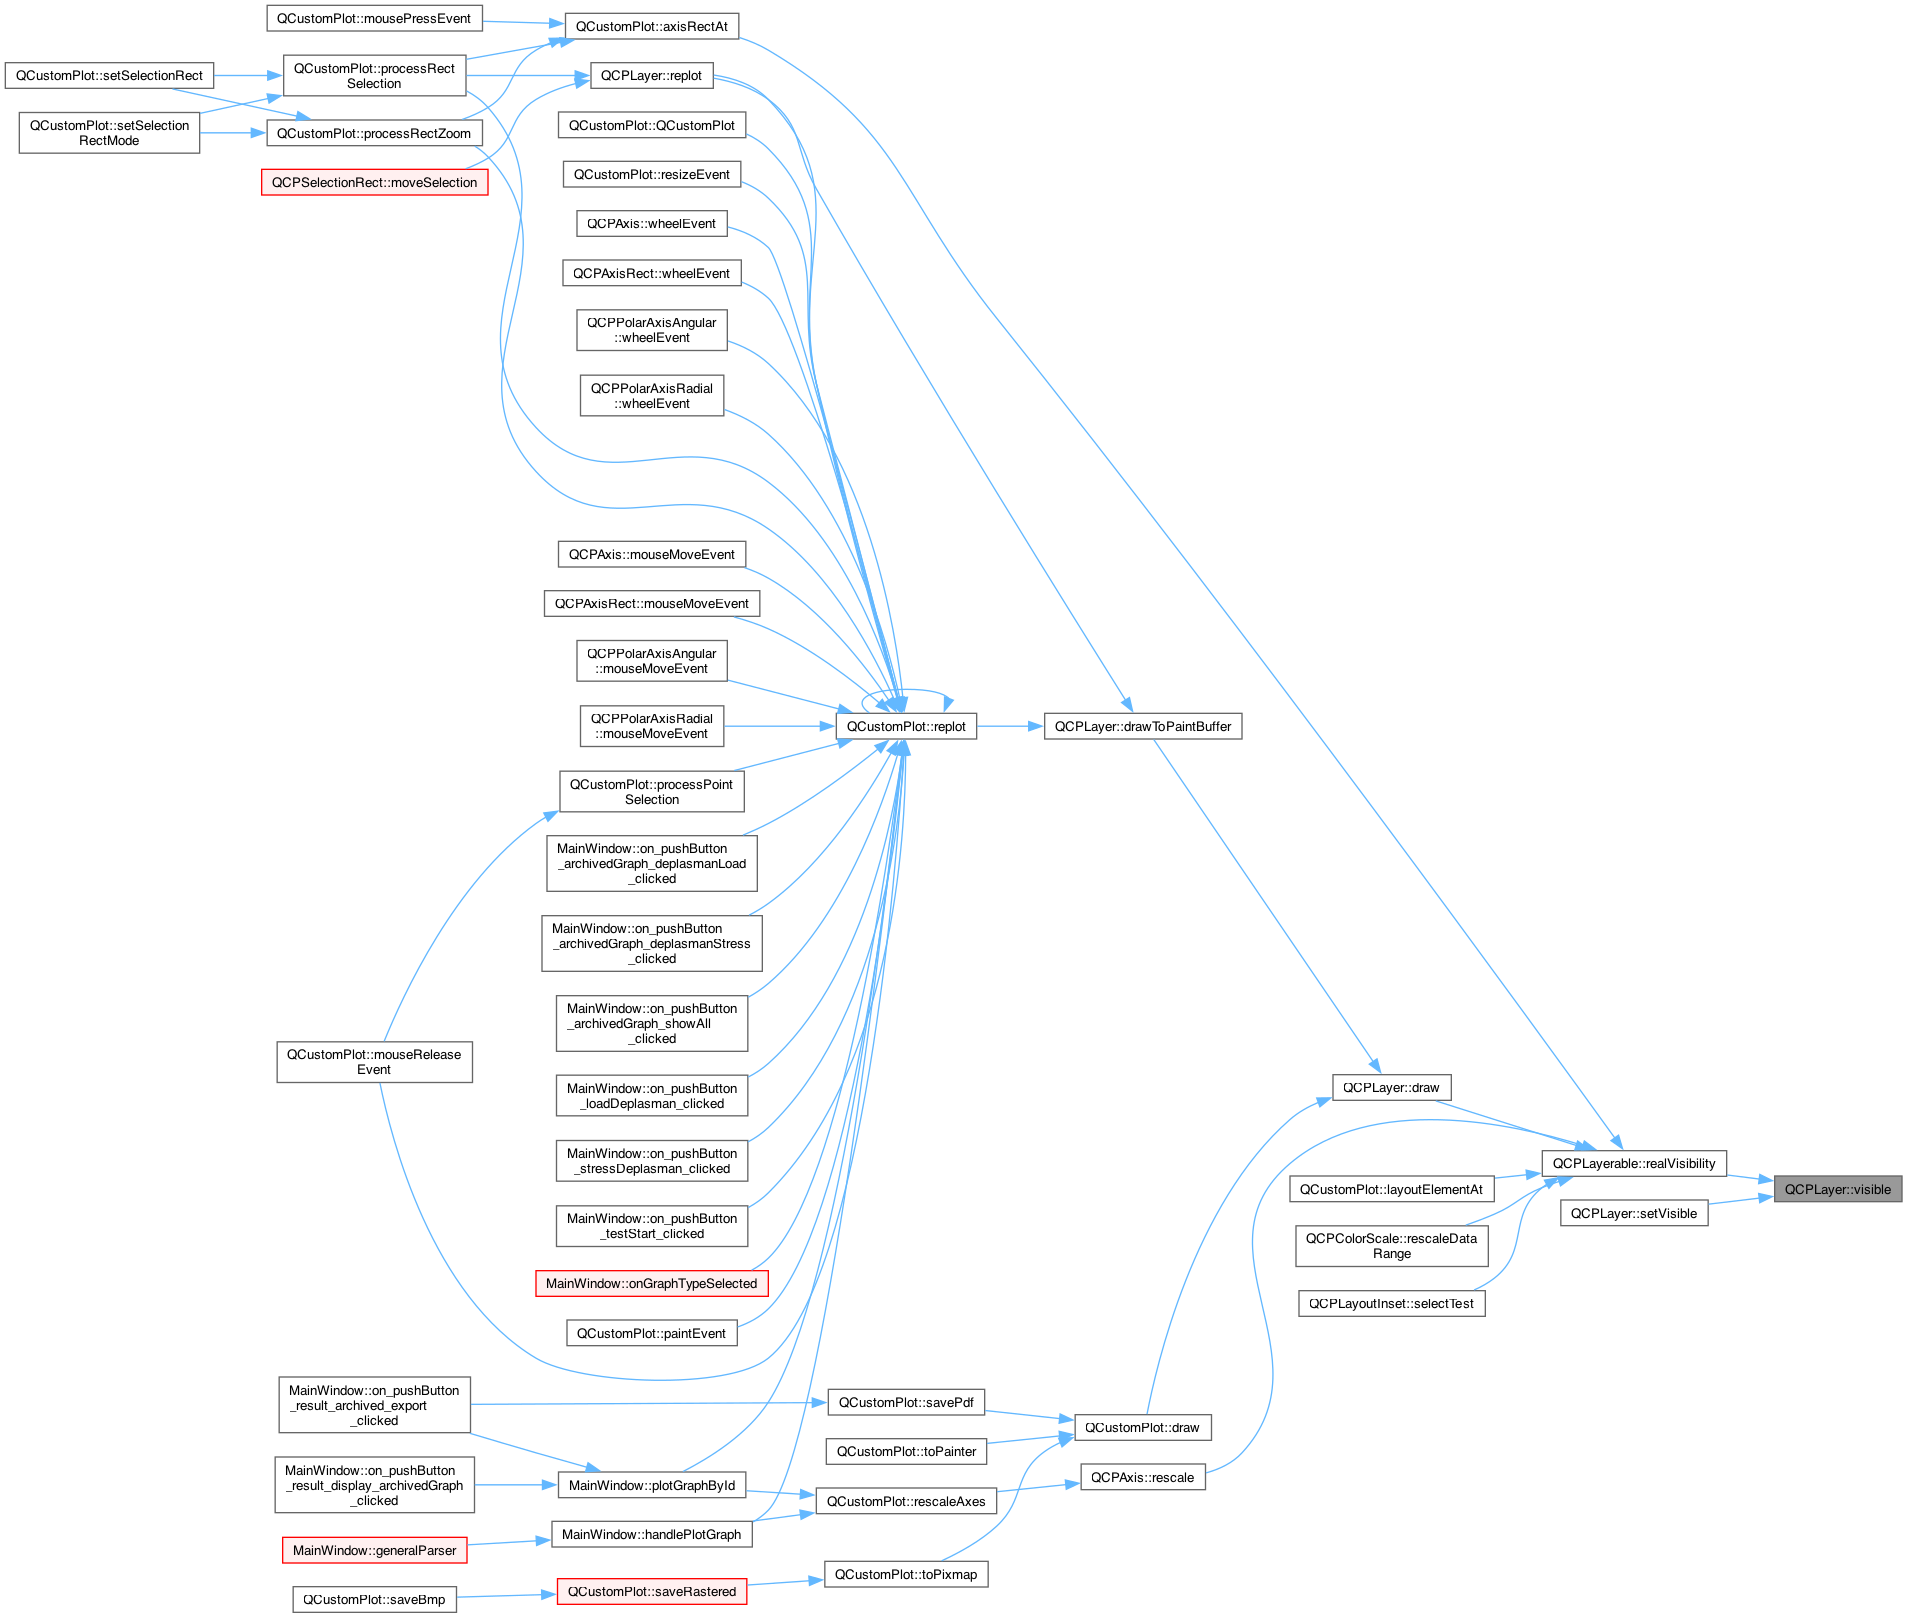 QCustomPlot::mousePressEvent
QCustomPlot::axisRectAt
QCustomPlot::setSelectionRect
QCustomPlot::processRect
Selection
QCPLayer::replot
QCustomPlot::setSelection
RectMode
QCustomPlot::processRectZoom
QCustomPlot::QCustomPlot
QCPSelectionRect::moveSelection
QCustomPlot::resizeEvent
QCPAxis::wheelEvent
QCPAxisRect::wheelEvent
QCPPolarAxisAngular
::wheelEvent
QCPPolarAxisRadial
::wheelEvent
QCPAxis::mouseMoveEvent
QCPAxisRect::mouseMoveEvent
QCPPolarAxisAngular
::mouseMoveEvent
QCPPolarAxisRadial
::mouseMoveEvent
QCustomPlot::replot
QCPLayer::drawToPaintBuffer
QCustomPlot::processPoint
Selection
MainWindow::on_pushButton
_archivedGraph_deplasmanLoad
_clicked
MainWindow::on_pushButton
_archivedGraph_deplasmanStress
_clicked
MainWindow::on_pushButton
_archivedGraph_showAll
_clicked
QCustomPlot::mouseRelease
Event
MainWindow::on_pushButton
_loadDeplasman_clicked
QCPLayer::draw
MainWindow::on_pushButton
_stressDeplasman_clicked
QCPLayerable::realVisibility
QCustomPlot::layoutElementAt
QCPLayer::visible
QCPLayer::setVisible
MainWindow::on_pushButton
_testStart_clicked
QCPColorScale::rescaleData
Range
MainWindow::onGraphTypeSelected
QCPLayoutInset::selectTest
QCustomPlot::paintEvent
MainWindow::on_pushButton
_result_archived_export
_clicked
QCustomPlot::savePdf
QCustomPlot::draw
QCustomPlot::toPainter
MainWindow::on_pushButton
_result_display_archivedGraph
_clicked
MainWindow::plotGraphById
QCPAxis::rescale
QCustomPlot::rescaleAxes
MainWindow::handlePlotGraph
MainWindow::generalParser
QCustomPlot::toPixmap
QCustomPlot::saveRastered
QCustomPlot::saveBmp